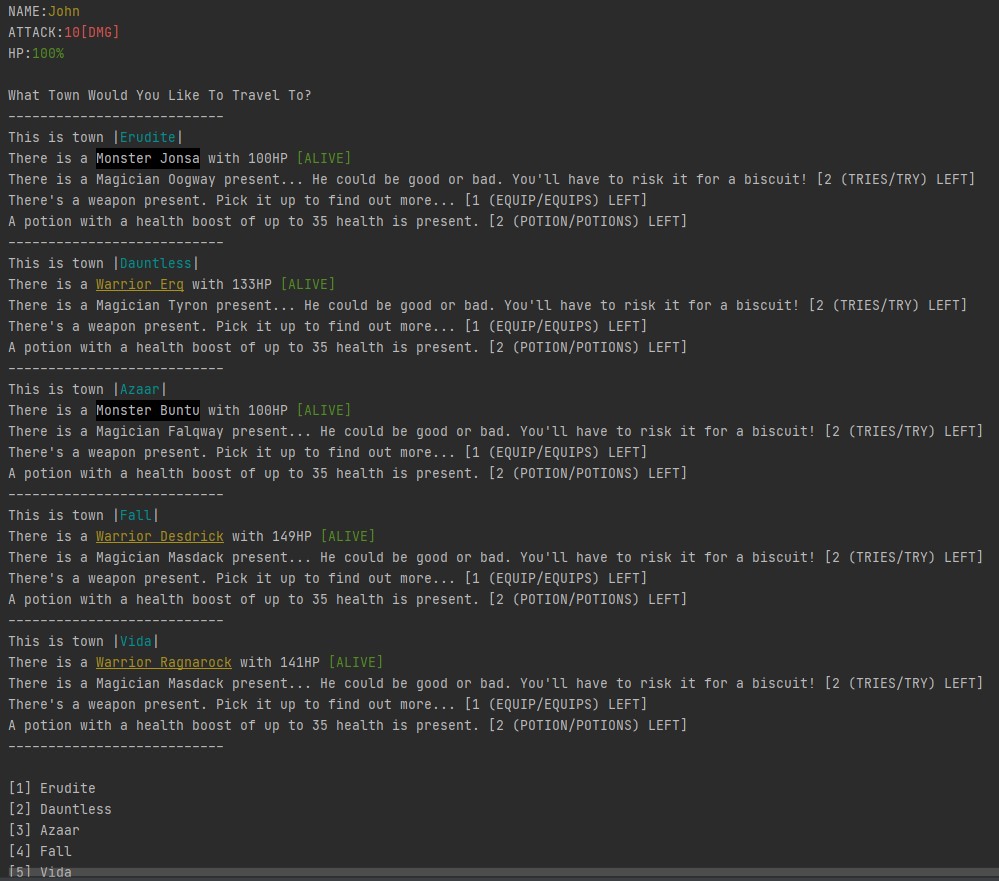 NAME:John
ATTACK:10[DMG]
HP:100%
What Town Would You Like To Travel To?
---------------------------
This is town |Erudite|
There is a Monster Jonsa with 100HP [ALIVE]
There is a Magician Oogway present... He could be good or bad. You'll have to risk it for a biscuit! [2 (TRIES/TRY) LEFT]
There's a weapon present. Pick it up to find out more... [1 (EQUIP/EQUIPS) LEFT]
A potion with a health boost of up to 35 health is present. [2 (POTION/POTIONS) LEFT]
---------------------------
This is town |Dauntless|
There is a Warrior Erq with 133HP [ALIVE]
There is a Magician Tyron present... He could be good or bad. You'll have to risk it for a biscuit! [2 (TRIES/TRY) LEFT]
There's a weapon present. Pick it up to find out more... [1 (EQUIP/EQUIPS) LEFT]
A potion with a health boost of up to 35 health is present. [2 (POTION/POTIONS) LEFT]
---------------------------
This is town |Azaar|
There is a Monster Buntu with 100HP [ALIVE]
There is a Magician Falqway present... He could be good or bad. You'll have to risk it for a biscuit! [2 (TRIES/TRY) LEFT]
There's a weapon present. Pick it up to find out more... [1 (EQUIP/EQUIPS) LEFT]
A potion with a health boost of up to 35 health is present. [2 (POTION/POTIONS) LEFT]
---------------------------
This is town |Fall|
There is a Warrior Desdrick with 149HP [ALIVE]
There is a Magician Masdack present... He could be good or bad. You'll have to risk it for a biscuit! [2 (TRIES/TRY) LEFT]
There's a weapon present. Pick it up to find out more... [1 (EQUIP/EQUIPS) LEFT]
A potion with a health boost of up to 35 health is present. [2 (POTION/POTIONS) LEFT]
---------------------------
This is town |Vida|
There is a Warrior Ragnarock with 141HP [ALIVE]
There is a Magician Masdack present... He could be good or bad. You'll have to risk it for a biscuit! [2 (TRIES/TRY) LEFT]
There's a weapon present. Pick it up to find out more... [1 (EQUIP/EQUIPS) LEFT]
A potion with a health boost of up to 35 health is present. [2 (POTION/POTIONS) LEFT]
---------------------------
[1] Erudite
[2] Dauntless
[3] Azaar
[4] Fall
[5] Vida